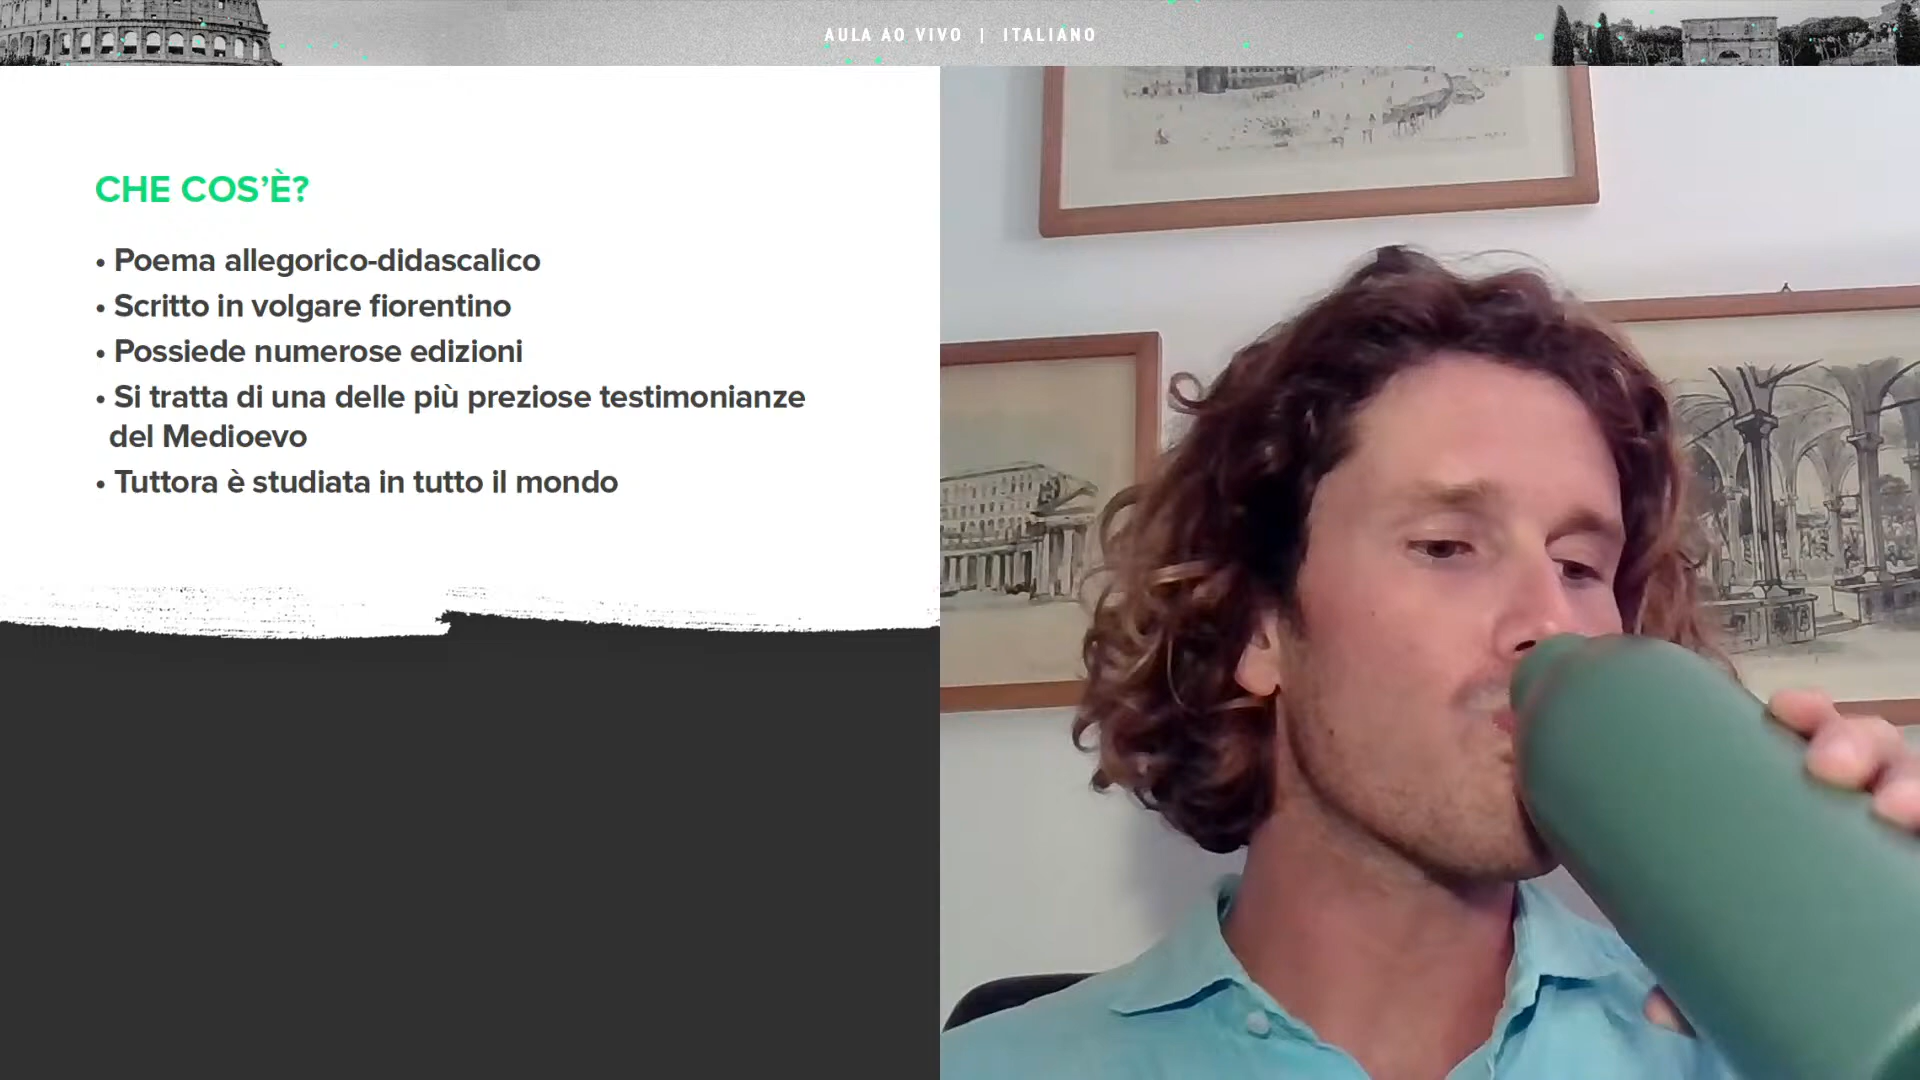 AULA AO VIVO | ITALIANO
CHE COS’È?
• Poema allegorico-didascalico
• Scritto in volgare fiorentino
• Possiede numerose edizioni
• Si tratta di una delle più preziose testimonianze
del Medioevo
• Tuttora è studiata in tutto il mondo